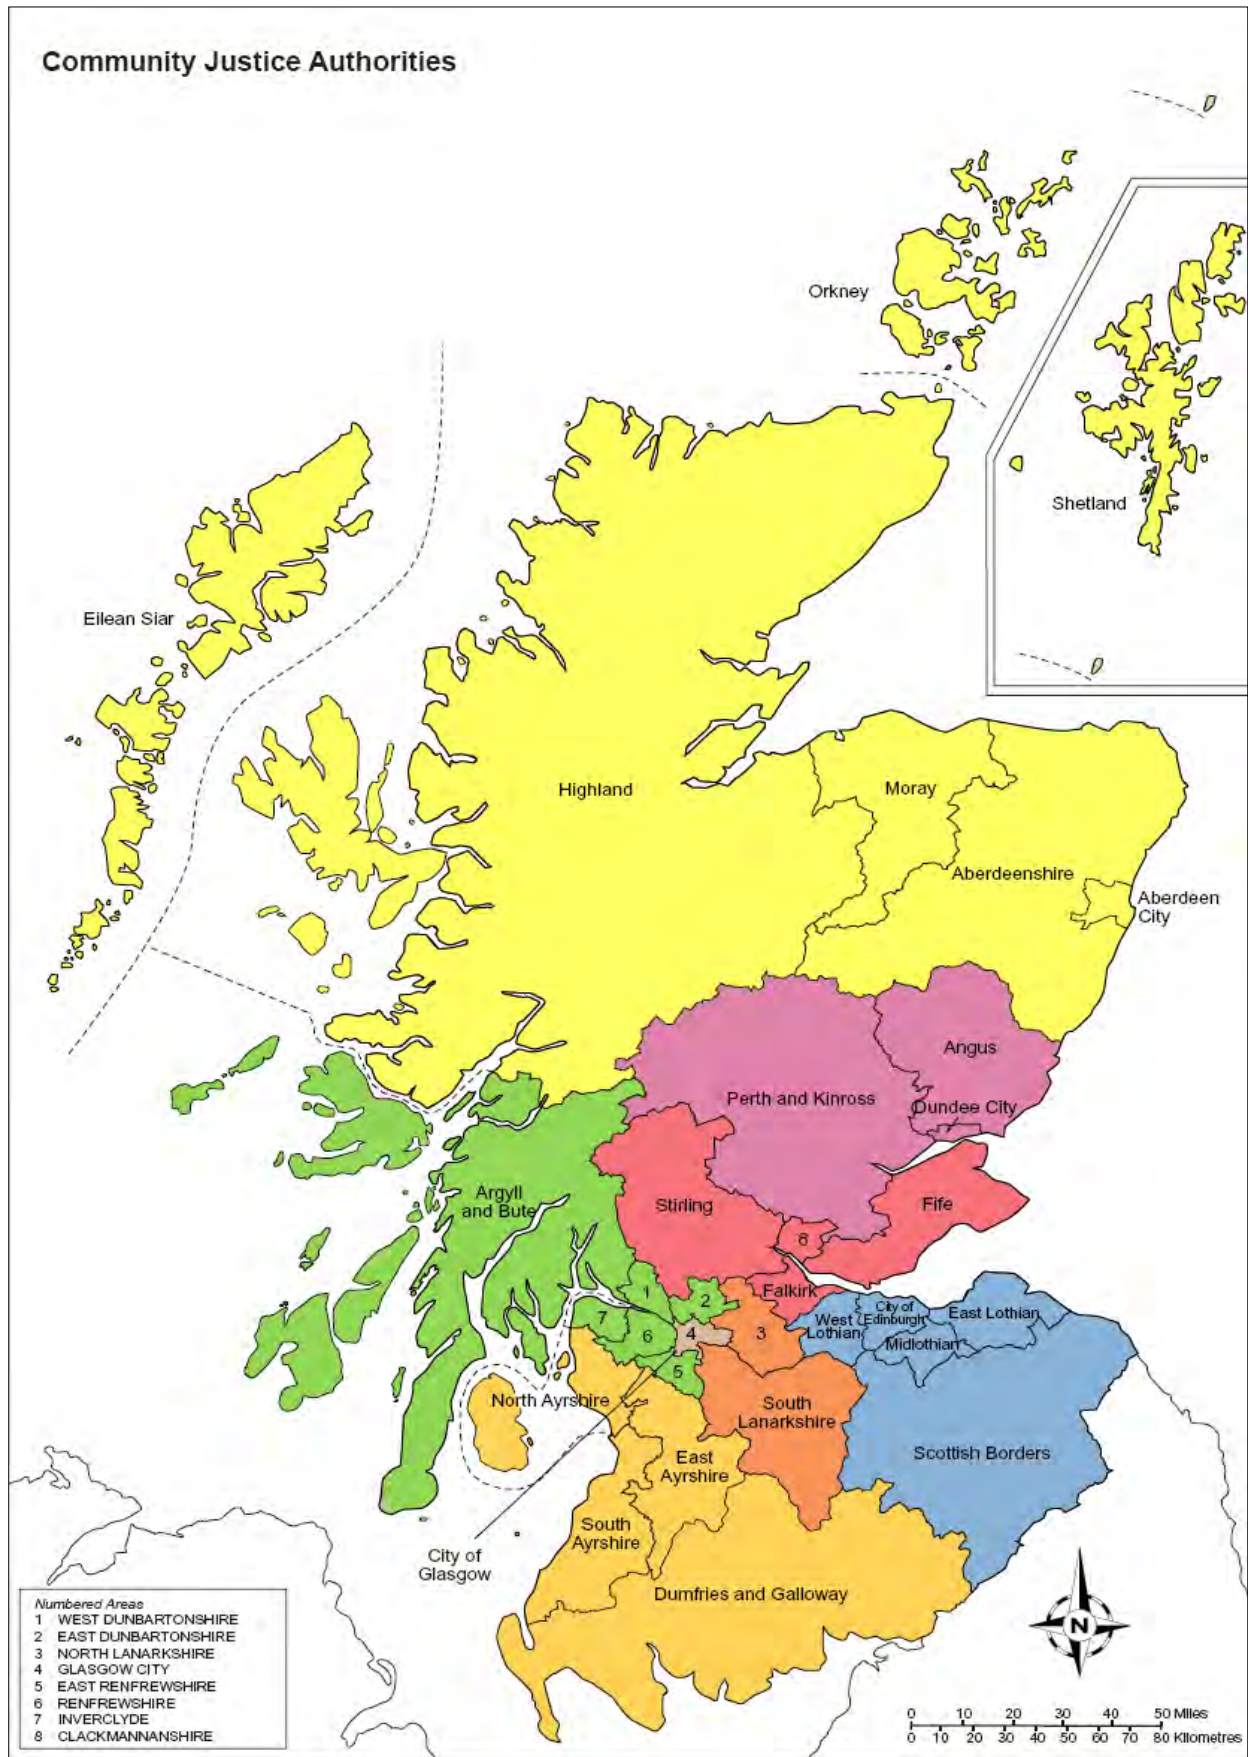 Community Justice Authorities
Orkney
Shetland
Eilean Siar
Highland
Moray
Aberdeenshire
Aberdeen
City
Angus
Perth and Kinross
Dundee City
Argyll
and Bute
Stirling
Fife
8
Falkirk
1
2
7
6
4
3
5
West
Lothian
City of
Edinburgh
East Lothian
Midlothian
North Ayrshire
South
Lanarkshire
East
Ayrshire
Scottish Borders
South
Ayrshire
City of
Glasgow
Dumfries and Galloway
N
Numbered Areas
1 WEST DUNBARTONSHIRE
2 EAST DUNBARTONSHIRE
3 NORTH LANARKSHIRE
4 GLASGOW CITY
5 EAST RENFREWSHIRE
6 RENFREWSHIRE
7 INVERCLYDE
8 CLACKMANNANSHIRE
0 10 20 30 40 50 Miles
0 10 20 30 40 50 60 70 80 Kilometres